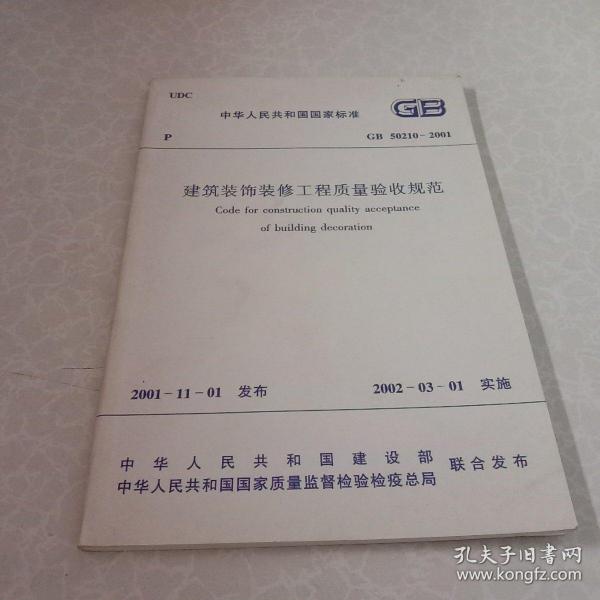 UDC
中华人民共和国国家标准
GB
P
GB 50210-2001
建筑装饰装修工程质量验收规范
Code for construction quality acceptance
of building decoration
2001-11-01 发布
2002-03-01 实施
中华人民共和国建设部
中华人民共和国国家质量监督检验检疫总局
联合发布
孔夫子旧书网
www.kongfz.com